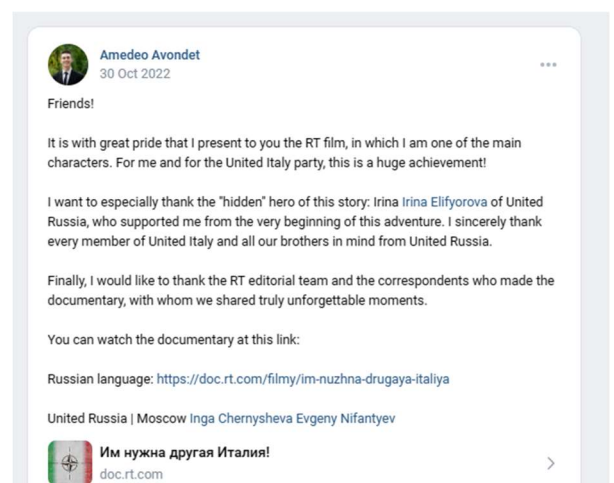 Amedeo Avondet
30 Oct 2022
Friends!
It is with great pride that I present to you the RT film, in which I am one of the main
characters. For me and for the United Italy party, this is a huge achievement!
I want to especially thank the "hidden" hero of this story: Irina Irina Elifyorova of United
Russia, who supported me from the very beginning of this adventure. I sincerely thank
every member of United Italy and all our brothers in mind from United Russia.
Finally, I would like to thank the RT editorial team and the correspondents who made the
documentary, with whom we shared truly unforgettable moments.
You can watch the documentary at this link:
Russian language: https://doc.rt.com/filmy/im-nuzhna-drugaya-italiya
United Russia | Moscow Inga Chernysheva Evgeny Nifantyev
Им нужна другая Италия!
doc.rt.com